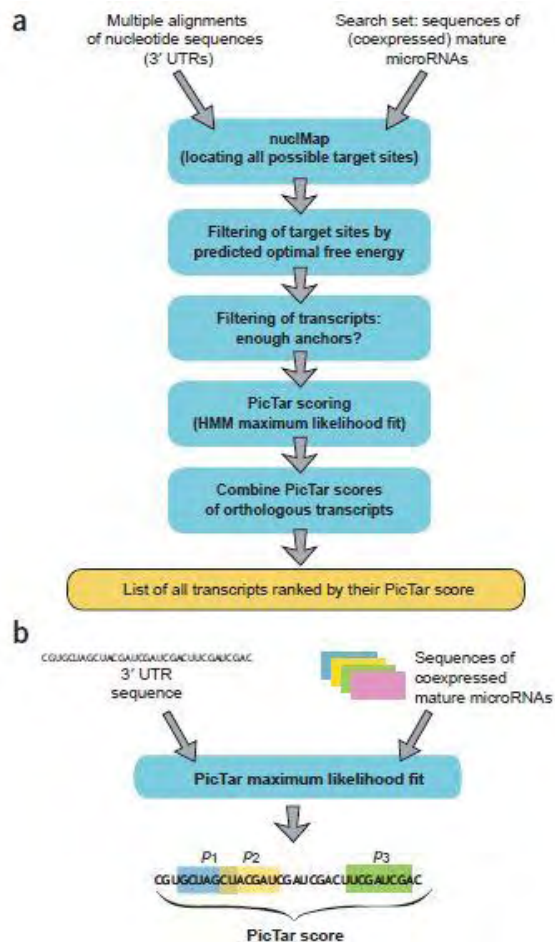 a
Multiple alignments
of nucleotide sequences
(3′ UTRs)
Search set: sequences of
(coexpressed) mature
microRNAs
nuclMap
(locating all possible target sites)
Filtering of target sites by
predicted optimal free energy
Filtering of transcripts:
enough anchors?
PicTar scoring
(HMM maximum likelihood fit)
Combine PicTar scores
of orthologous transcripts
List of all transcripts ranked by their PicTar score
b
CGUGCUAGCUACGAUCGAUCGACUUCGAUCGAC
3′ UTR
sequence
Sequences of
coexpressed
mature microRNAs
PicTar maximum likelihood fit
P1 P2 P3
CGUGCUAGCUACGAUCGAUCGACUUCGAUCGAC
PicTar score